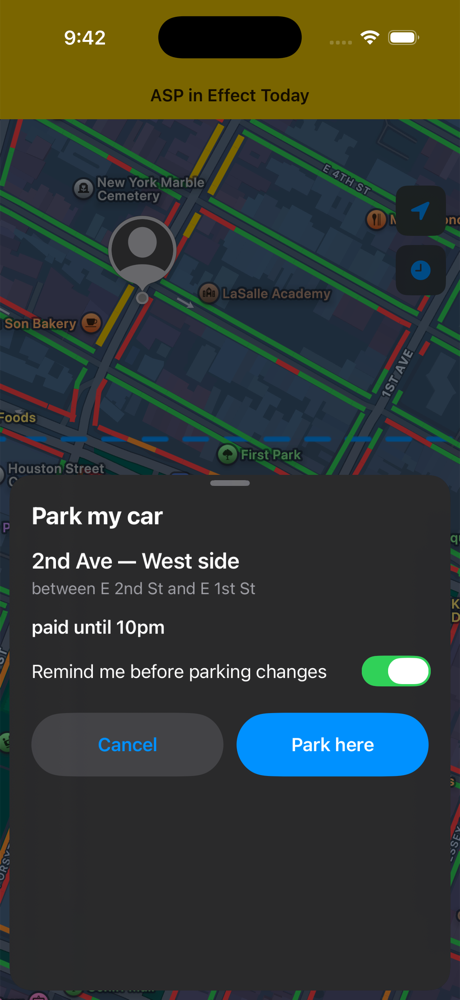 9:42
ASP in Effect Today
E 4TH ST
New York Marble
Cemetery
LaSalle Academy
Son Bakery
1ST AVE
Foods
First Park
Houston Street
Park my car
2nd Ave — West side
between E 2nd St and E 1st St
paid until 10pm
Remind me before parking changes
Cancel
Park here